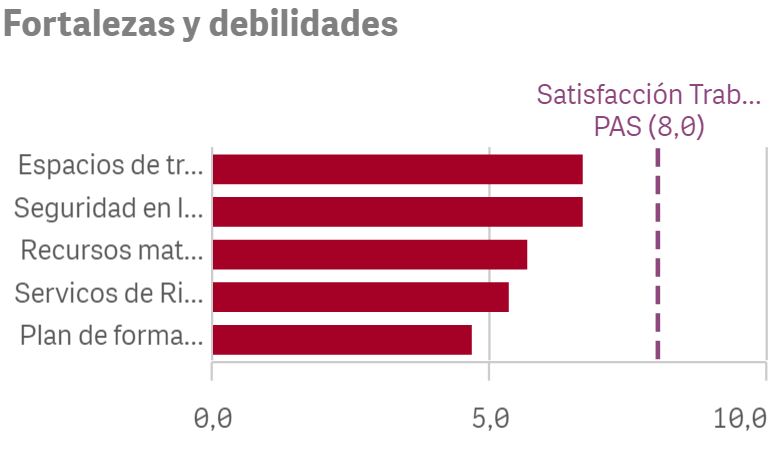 Fortalezas y debilidades
Satisfacción Trab...
PAS (8,0)
Espacios de tr...
Seguridad en l...
Recursos mat...
Servicos de Ri...
Plan de forma...
0,0
5,0
10,0